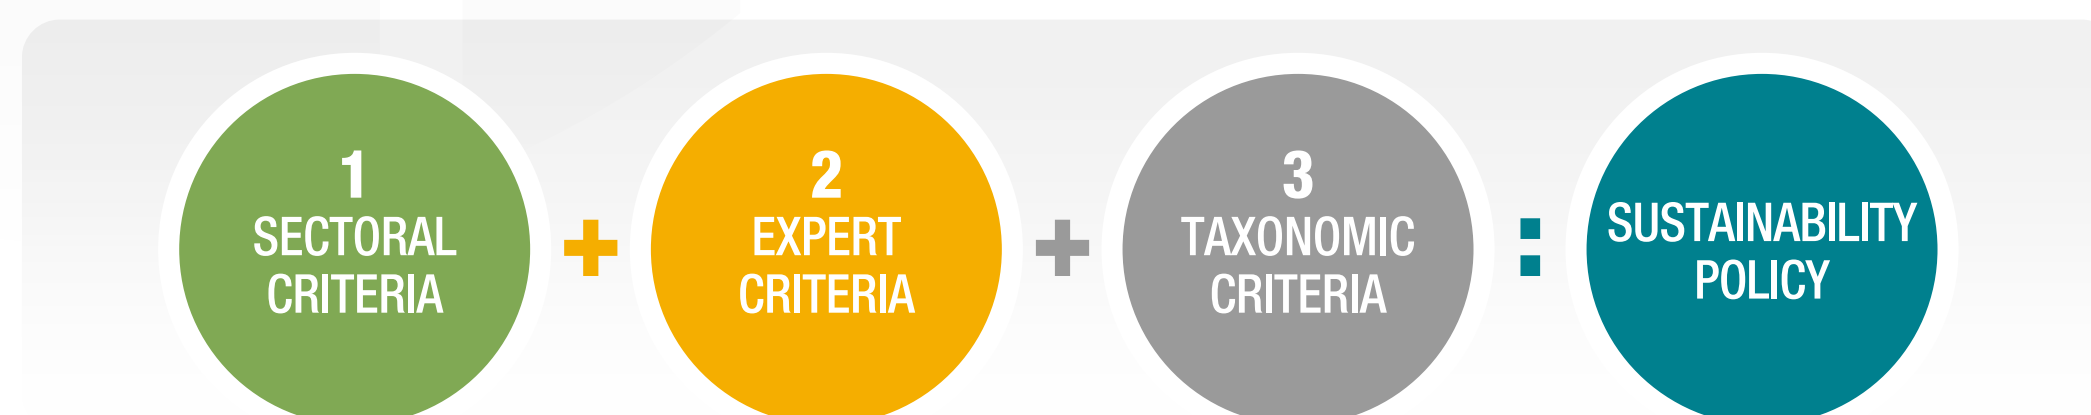 1
SECTORAL
CRITERIA
+
2
EXPERT
CRITERIA
+
3
TAXONOMIC
CRITERIA
:
SUSTAINABILITY
POLICY